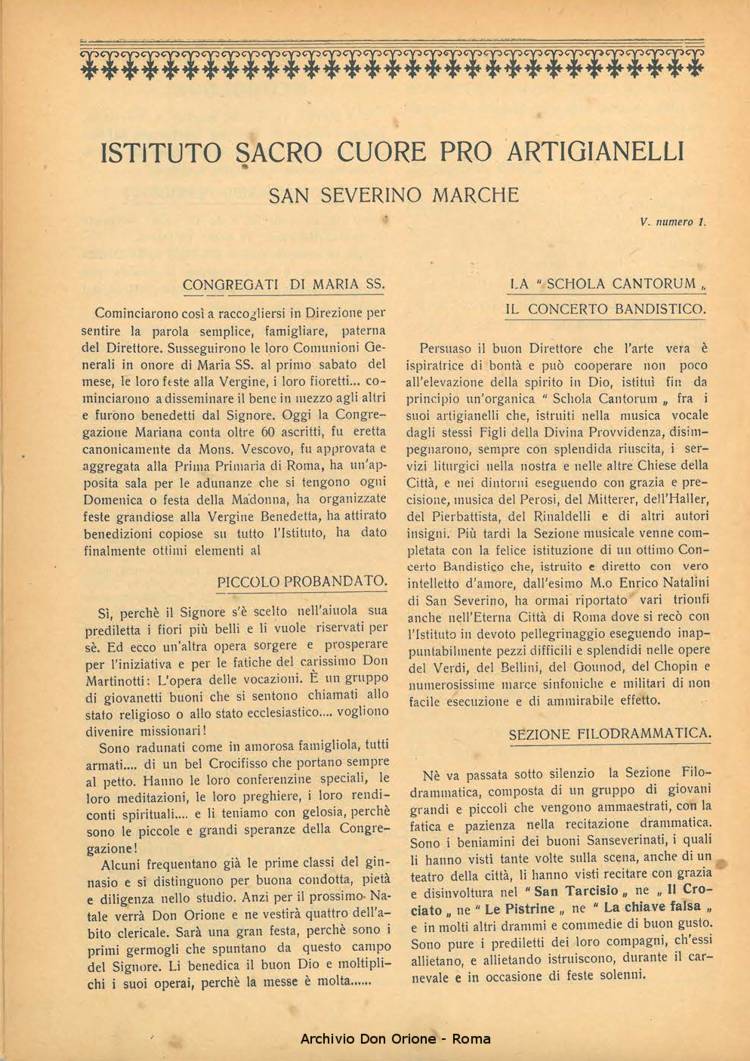 ISTITUTO SACRO CUORE PRO ARTIGIANELLI
SAN SEVERINO MARCHE
V. numero 1.
CONGREGATI DI MARIA SS.
Cominciarono così a raccogliersi in Direzione per
sentire la parola semplice, famigliare, paterna
del Direttore. Susseguirono le loro Comunioni Ge-
nerali in onore di Maria SS. al primo sabato del
mese, le loro feste alla Vergine, i loro fioretti... co-
minciarono a disseminare il bene in mezzo agli altri
e furono benedetti dal Signore. Oggi la Congre-
gazione Mariana conta oltre 60 ascritti, fu eretta
canonicamente da Mons. Vescovo, fu approvata e
aggregata alla Prima Primaria di Roma, ha un'ap-
posita sala per le adunanze che si tengono ogni
Domenica o festa della Madonna, ha organizzate
feste grandiose alla Vergine Benedetta, ha attirato
benedizioni copiose su tutto l'Istituto, ha dato
finalmente ottimi elementi al
PICCOLO PROBANDATO.
Sì, perchè il Signore s'è scelto nell'aiuola sua
prediletta i fiori più belli e li vuole riservati per
sè. Ed ecco un'altra opera sorgere e prosperare
per l'iniziativa e per le fatiche del carissimo Don
Martinotti: L'opera delle vocazioni. È un gruppo
di giovanetti buoni che si sentono chiamati allo
stato religioso o allo stato ecclesiastico.... vogliono
divenire missionari!
Sono radunati come in amorosa famigliola, tutti
armati.... di un bel Crocifisso che portano sempre
al petto. Hanno le loro conferenzine speciali, le
loro meditazioni, le loro preghiere, i loro rendi-
conti spirituali.... e li teniamo con gelosia, perchè
sono le piccole e grandi speranze della Congre-
gazione!
Alcuni frequentano già le prime classi del gin-
nasio e si distinguono per buona condotta, pietà
e diligenza nello studio. Anzi per il prossimo Na-
tale verrà Don Orione e ne vestirà quattro dell'a-
bito clericale. Sarà una gran festa, perchè sono i
primi germogli che spuntano da questo campo
del Signore. Li benedica il buon Dio e moltipli-
chi i suoi operai, perchè la messe è molta......
LA " SCHOLA CANTORUM „
IL CONCERTO BANDISTICO.
Persuaso il buon Direttore che l'arte vera è
ispiratrice di bontà e può cooperare non poco
all'elevazione della spirito in Dio, istituì fin da
principio un'organica " Schola Cantorum „ fra i
suoi artigianelli che, istruiti nella musica vocale
dagli stessi Figli della Divina Provvidenza, disim-
pegnarono, sempre con splendida riuscita, i ser-
vizi liturgici nella nostra e nelle altre Chiese della
Città, e nei dintorni eseguendo con grazia e pre-
cisione, musica del Perosi, del Mitterer, dell'Haller,
del Pierbattista, del Rinaldelli e di altri autori
insigni. Più tardi la Sezione musicale venne com-
pletata con la felice istituzione di un ottimo Con-
certo Bandistico che, istruito e diretto con vero
intelletto d'amore, dall'esimo M.o Enrico Natalini
di San Severino, ha ormai riportato vari trionfi
anche nell'Eterna Città di Roma dove si recò con
l'Istituto in devoto pellegrinaggio eseguendo inap-
puntabilmente pezzi difficili e splendidi nelle opere
del Verdi, del Bellini, del Gounod, del Chopin e
numerosissime marce sinfoniche e militari di non
facile esecuzione e di ammirabile effetto.
SEZIONE FILODRAMMATICA.
Nè va passata sotto silenzio la Sezione Filo-
drammatica, composta di un gruppo di giovani
grandi e piccoli che vengono ammaestrati, con la
fatica e pazienza nella recitazione drammatica.
Sono i beniamini dei buoni Sanseverinati, i quali
li hanno visti tante volte sulla scena, anche di un
teatro della città, li hanno visti recitare con grazia
e disinvoltura nel " San Tarcisio „ ne „ Il Cro-
ciato „ ne " Le Pistrine „ ne " La chiave falsa „
e in molti altri drammi e commedie di buon gusto.
Sono pure i prediletti dei loro compagni, ch'essi
allietano, e allietando istruiscono, durante il car-
nevale e in occasione di feste solenni.
Archivio Don Orione - Roma